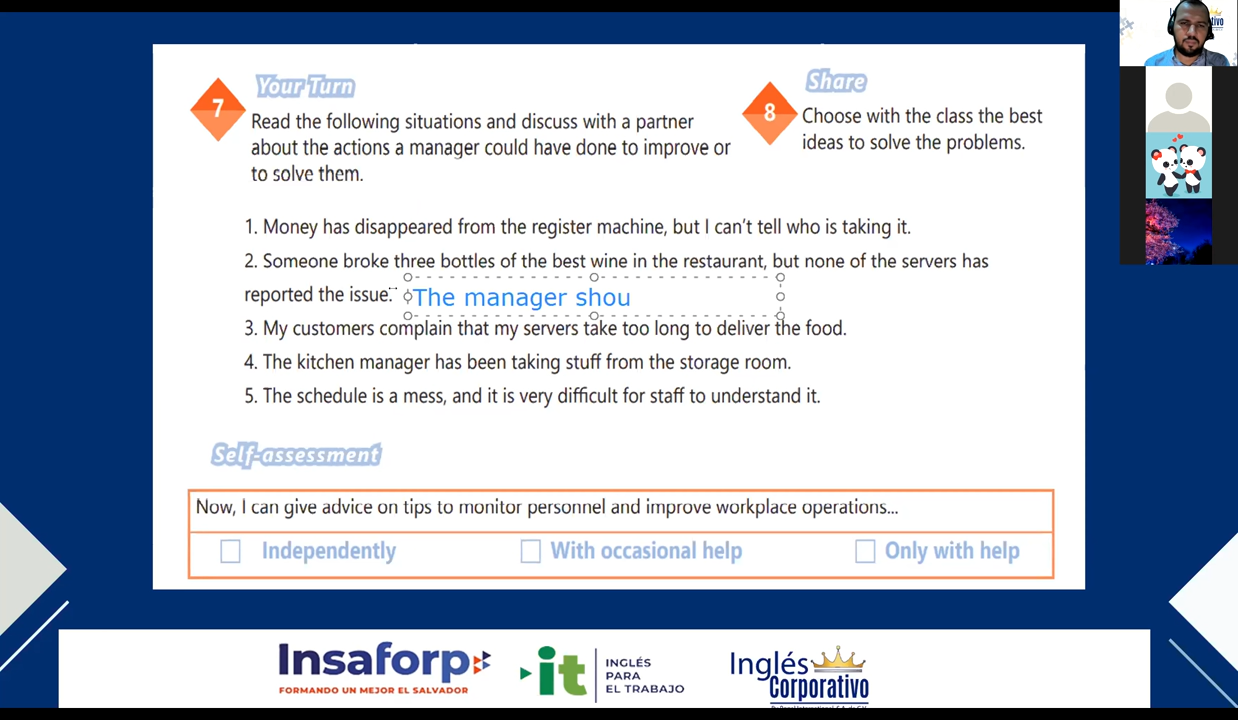 7
Your Turn
Read the following situations and discuss with a partner
about the actions a manager could have done to improve or
to solve them.
8
Share
Choose with the class the best
ideas to solve the problems.
1. Money has disappeared from the register machine, but I can't tell who is taking it.
2. Someone broke three bottles of the best wine in the restaurant, but none of the servers has
reported the issue.
The manager shou
3. My customers complain that my servers take too long to deliver the food.
4. The kitchen manager has been taking stuff from the storage room.
5. The schedule is a mess, and it is very difficult for staff to understand it.
Self-assessment
Now, I can give advice on tips to monitor personnel and improve workplace operations...
Independently
With occasional help
Only with help
Insaforp
FORMANDO UN MEJOR EL SALVADOR
it
INGLÉS
PARA
EL TRABAJO
Inglés
Corporativo